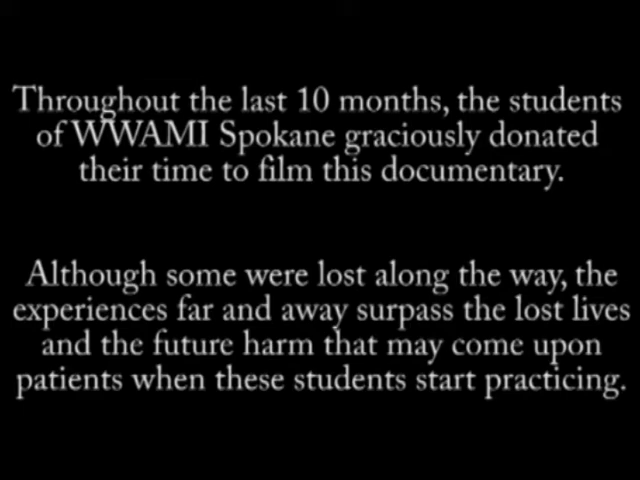 Throughout the last 10 months, the students
of WWAMI Spokane graciously donated
their time to film this documentary.
Although some were lost along the way, the
experiences far and away surpass the lost lives
and the future harm that may come upon
patients when these students start practicing.